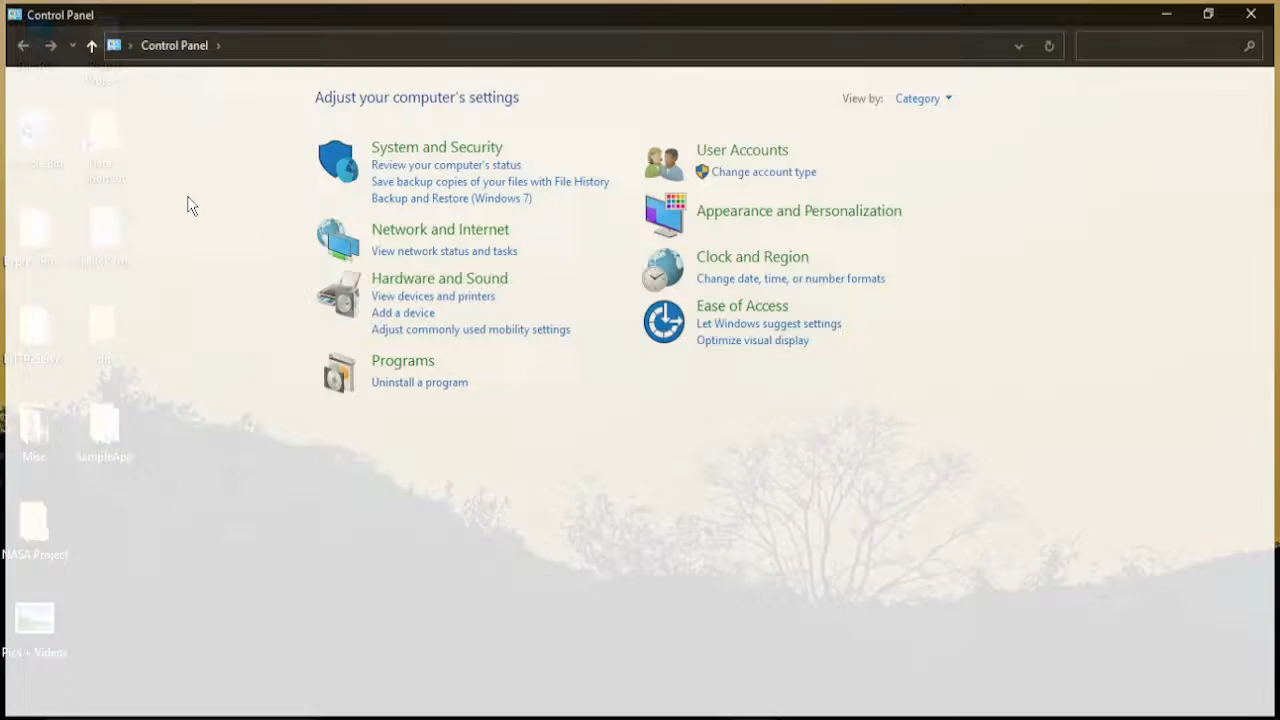 Control Panel
Control Panel
Adjust your computer's settings
View by: Category
System and Security
Review your computer's status
Save backup copies of your files with File History
Backup and Restore (Windows 7)
Network and Internet
View network status and tasks
Hardware and Sound
View devices and printers
Add a device
Adjust commonly used mobility settings
Programs
Uninstall a program
User Accounts
Change account type
Appearance and Personalization
Clock and Region
Change date, time, or number formats
Ease of Access
Let Windows suggest settings
Optimize visual display
Misc
SampleApp
NASA Project
Pics + Videos